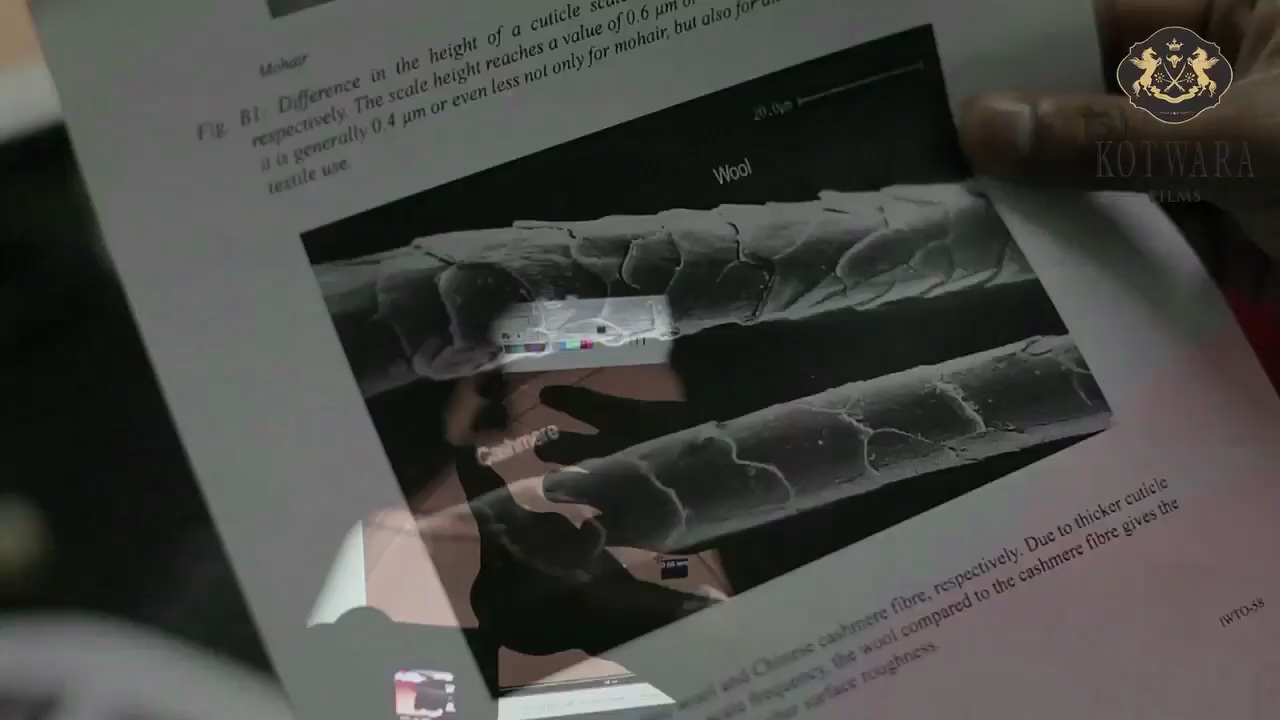 Mohair
Fig. B1. Difference in the height of a cuticle
respectively. The scale height reaches a value of 0.6 μm
it is generally 0.4 μm or even less not only for mohair, but also for
textile use.
20.0μm
Wool
Cashmere
wool and Chinese cashmere fibre, respectively. Due to thicker cuticle
scale frequency, the wool compared to the cashmere fibre gives the
surface roughness.
IWTO-58
KOTWARA
FILMS